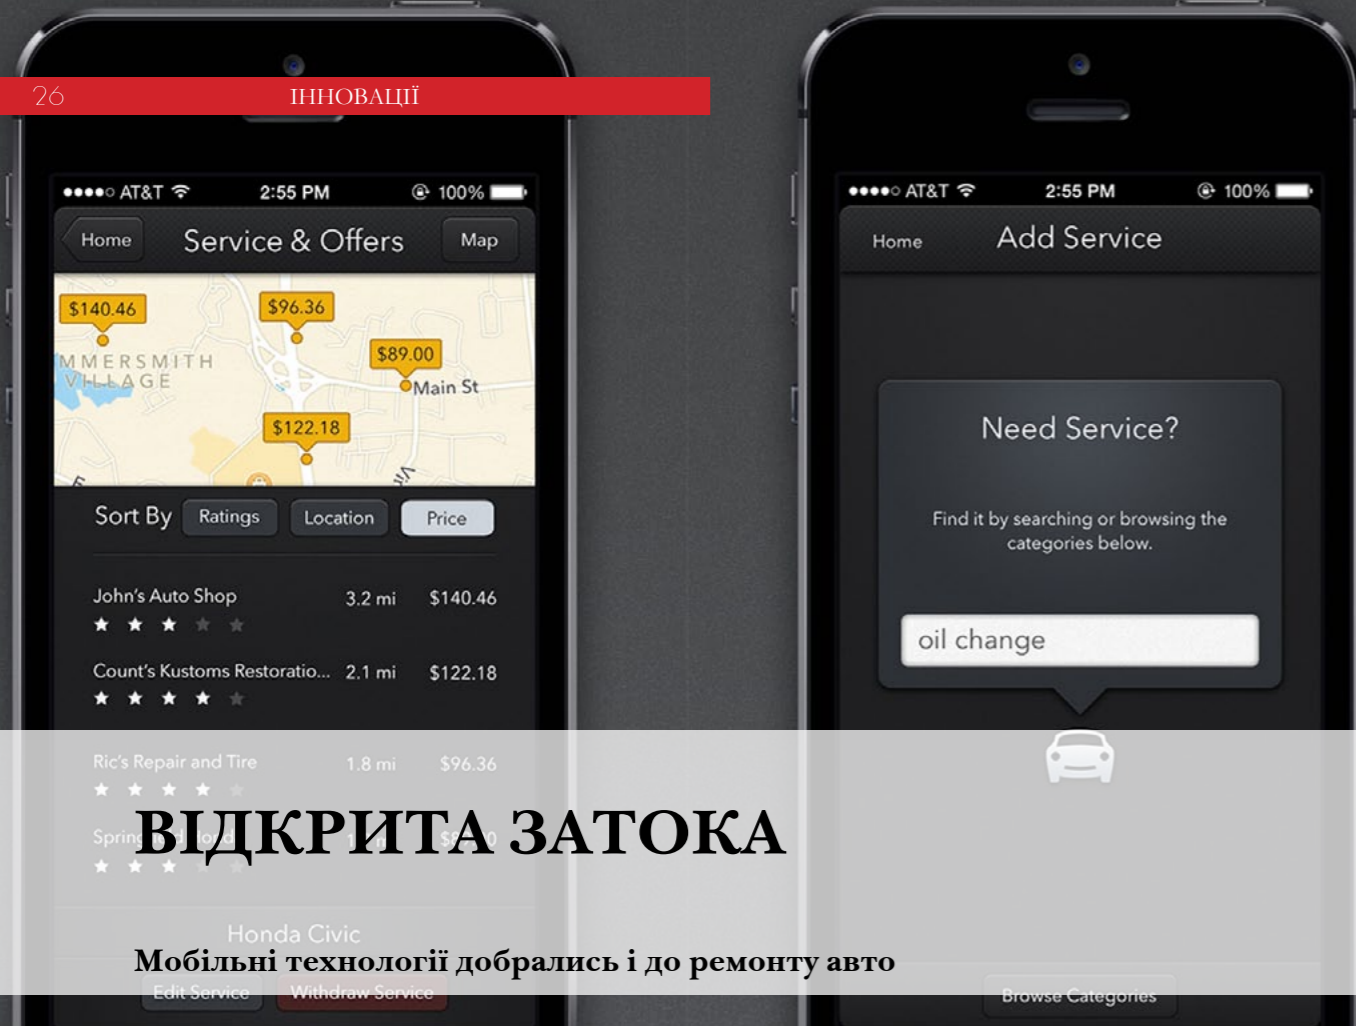 26
ІННОВАЦІЇ
AT&T 2:55 PM 100%
Home Service & Offers Map
$140.46
$96.36
$89.00
MMERSMITH
VILLAGE
Main St
$122.18
Sort By Ratings Location Price
John's Auto Shop 3.2 mi $140.46
Count's Kustoms Restoratio... 2.1 mi $122.18
Ric's Repair and Tire 1.8 mi $96.36
Honda Civic
Edit Service Withdraw Service
AT&T 2:55 PM 100%
Home Add Service
Need Service?
Find it by searching or browsing the
categories below.
oil change
Browse Categories
ВІДКРИТА ЗАТОКА
Мобільні технології добрались і до ремонту авто